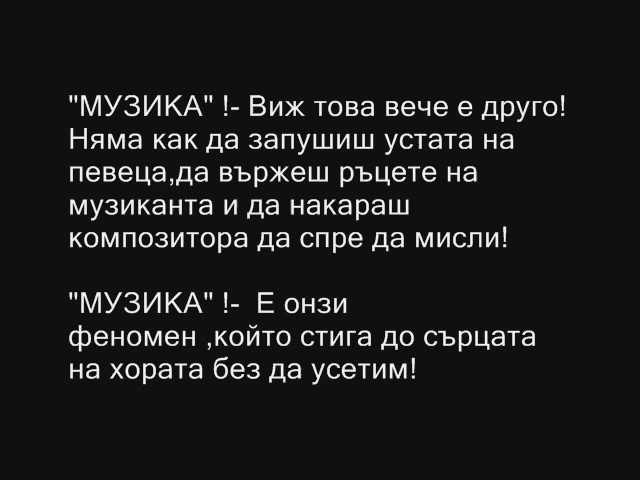 "МУЗИКА" !- Виж това вече е друго!
Няма как да запушиш устата на
певеца,да вържеш ръцете на
музиканта и да накараш
композитора да спре да мисли!
"МУЗИКА" !-  Е онзи
феномен ,който стига до сърцата
на хората без да усетим!